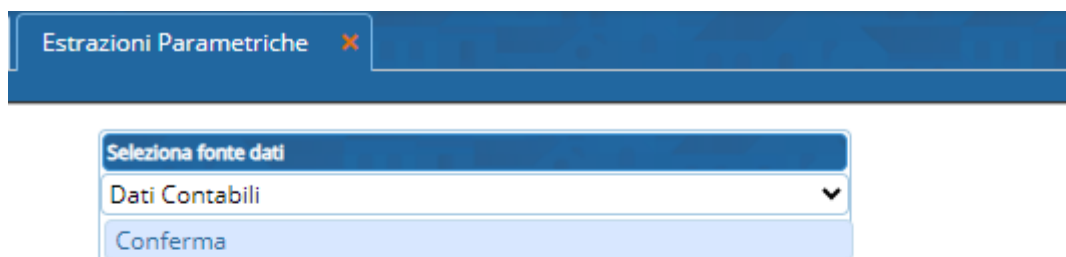 Estrazioni Parametriche
Seleziona fonte dati
Dati Contabili
Conferma